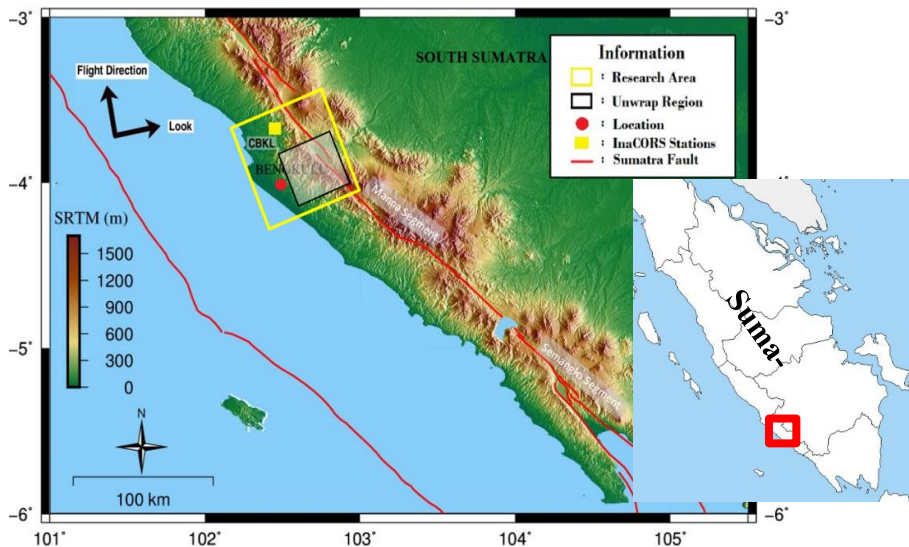 −3°
−3°
SOUTH SUMATRA
Information
: Research Area
: Unwrap Region
: Location
: InaCORS Stations
: Sumatra Fault
Flight Direction
Look
CBKL
BENGKULU
−4°
Manna Segment
SRTM (m)
1500
1200
900
600
300
0
Suma-
−5°
Semangko Segment
N
100 km
−6°
−6°
101°
102°
103°
104°
105°